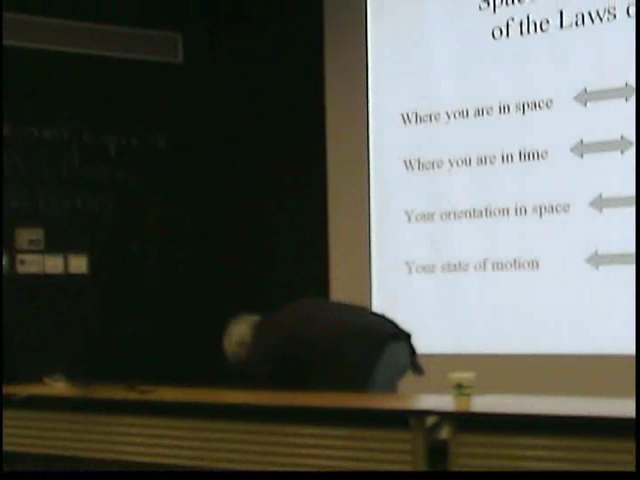 of the Laws
Where you are in space
Where you are in time
Your orientation in space
Your state of motion